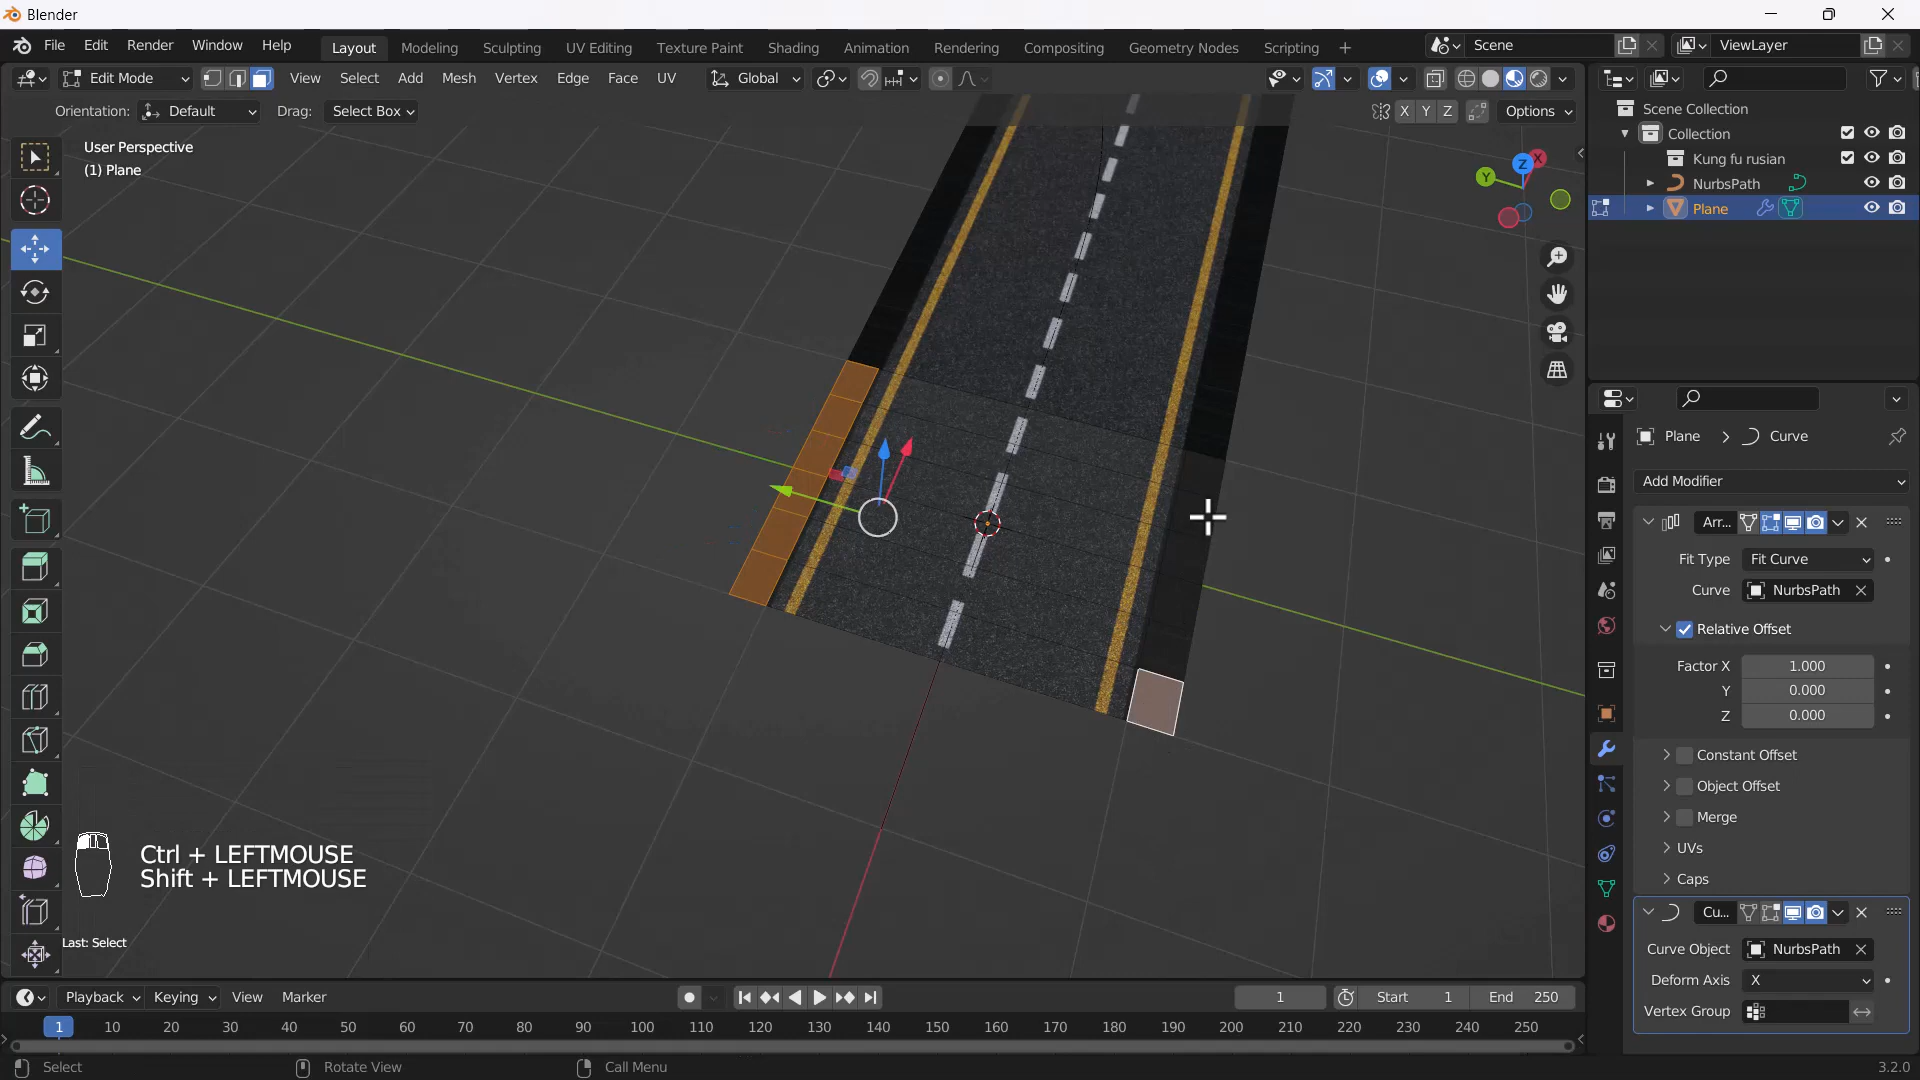 Blender
File Edit Render Window Help
Layout Modeling Sculpting UV Editing Texture Paint Shading Animation Rendering Compositing Geometry Nodes Scripting +
Scene
ViewLayer
Edit Mode View Select Add Mesh Vertex Edge Face UV Global
Orientation: Default Drag: Select Box
X Y Z Options
User Perspective
(1) Plane
Z X Y
Scene Collection
Collection
Kung fu rusian
NurbsPath
Plane
Plane > Curve
Add Modifier
Arr...
Fit Type Fit Curve
Curve NurbsPath
Relative Offset
Factor X 1.000
Y 0.000
Z 0.000
Constant Offset
Object Offset
Merge
UVs
Caps
Cu...
Curve Object NurbsPath
Deform Axis X
Vertex Group
Ctrl + LEFTMOUSE
Shift + LEFTMOUSE
Last: Select
Playback Keying View Marker
1 Start 1 End 250
1 10 20 30 40 50 60 70 80 90 100 110 120 130 140 150 160 170 180 190 200 210 220 230 240 250
Select Rotate View Call Menu
3.2.0